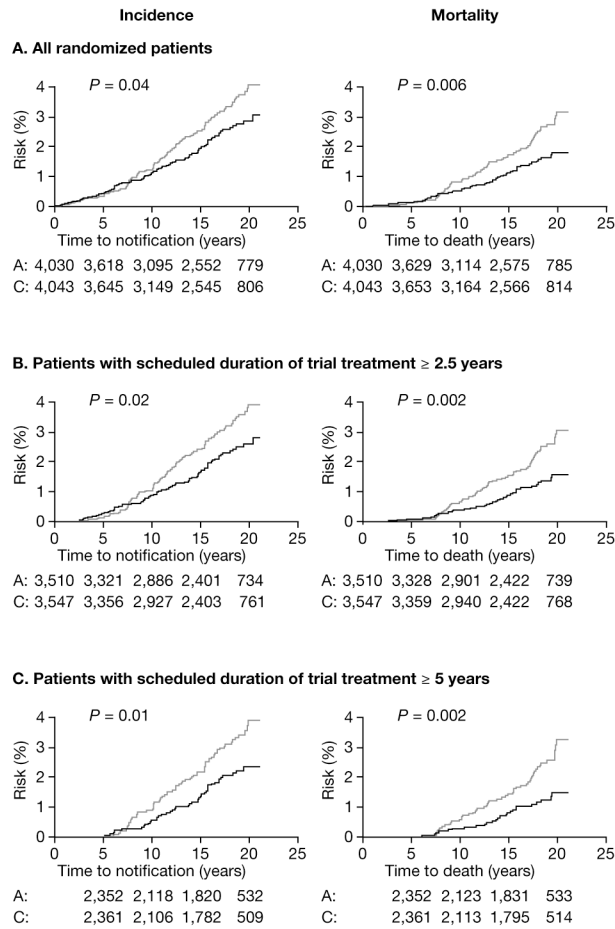 Incidence
Mortality
A. All randomized patients
P = 0.04
P = 0.006
Risk (%)
4
3
2
1
0
0 5 10 15 20 25
Time to notification (years)
Risk (%)
4
3
2
1
0
0 5 10 15 20 25
Time to death (years)
A: 4,030 3,618 3,095 2,552 779
C: 4,043 3,645 3,149 2,545 806
A: 4,030 3,629 3,114 2,575 785
C: 4,043 3,653 3,164 2,566 814
B. Patients with scheduled duration of trial treatment ≥ 2.5 years
P = 0.02
P = 0.002
Risk (%)
4
3
2
1
0
0 5 10 15 20 25
Time to notification (years)
Risk (%)
4
3
2
1
0
0 5 10 15 20 25
Time to death (years)
A: 3,510 3,321 2,886 2,401 734
C: 3,547 3,356 2,927 2,403 761
A: 3,510 3,328 2,901 2,422 739
C: 3,547 3,359 2,940 2,422 768
C. Patients with scheduled duration of trial treatment ≥ 5 years
P = 0.01
P = 0.002
Risk (%)
4
3
2
1
0
0 5 10 15 20 25
Time to notification (years)
Risk (%)
4
3
2
1
0
0 5 10 15 20 25
Time to death (years)
A: 2,352 2,118 1,820 532
C: 2,361 2,106 1,782 509
A: 2,352 2,123 1,831 533
C: 2,361 2,113 1,795 514